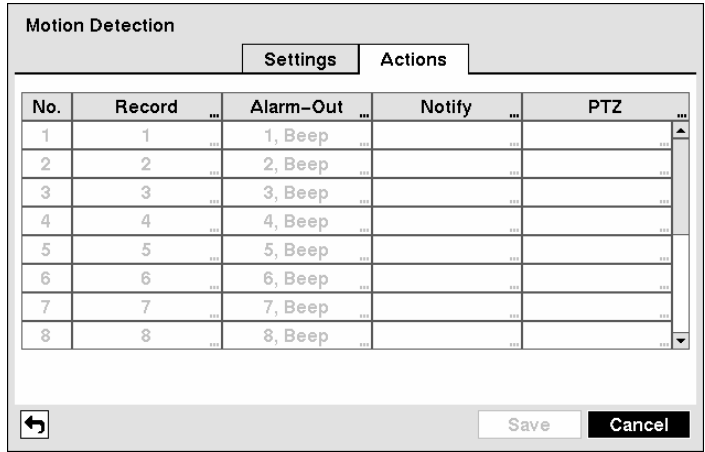 Motion Detection
Settings Actions
No. Record ... Alarm-Out ... Notify ... PTZ ...
1 1 ... 1, Beep ... ... ...
2 2 ... 2, Beep ... ... ...
3 3 ... 3, Beep ... ... ...
4 4 ... 4, Beep ... ... ...
5 5 ... 5, Beep ... ... ...
6 6 ... 6, Beep ... ... ...
7 7 ... 7, Beep ... ... ...
8 8 ... 8, Beep ... ... ...
Save Cancel